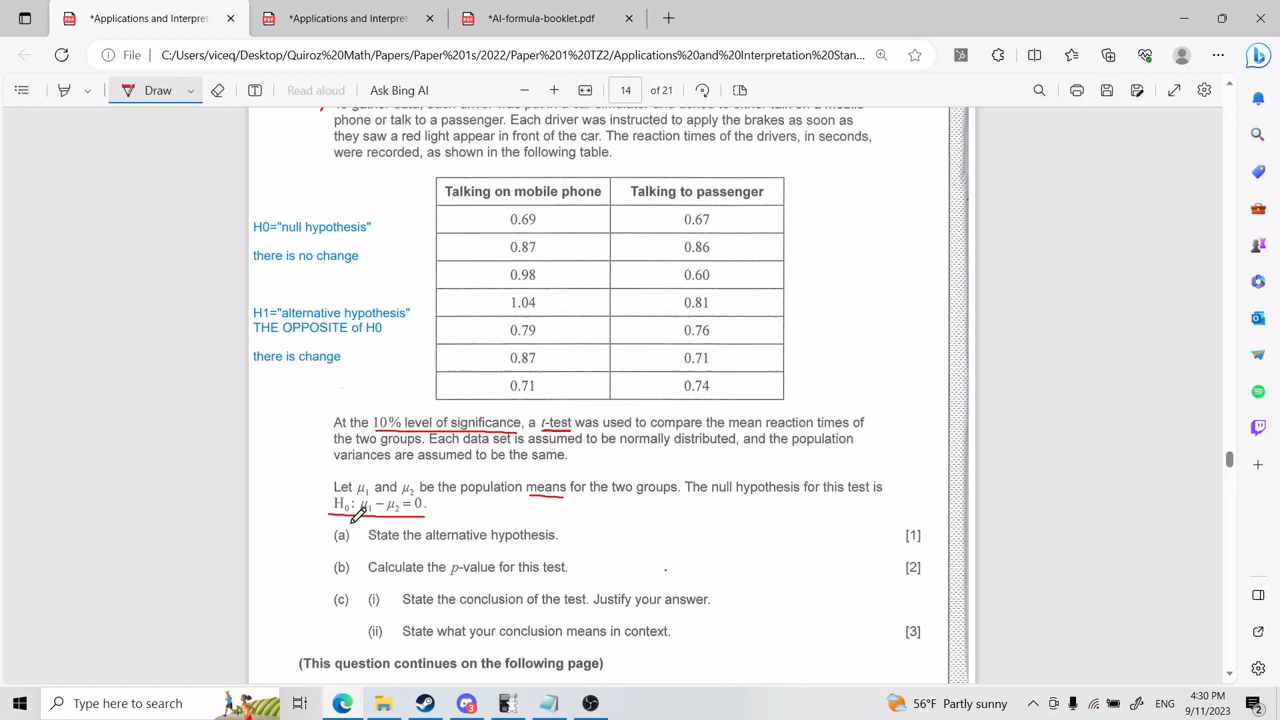 *Applications and Interpret
*Applications and Interpret
*AI-formula-booklet.pdf
File
C:/Users/viceq/Desktop/Quiroz%20Math/Papers/Paper%201s/2022/Paper%201%20TZ2/Applications%20and%20Interpretation%20Stan...
Draw
Read aloud
Ask Bing AI
14 of 21
phone or talk to a passenger. Each driver was instructed to apply the brakes as soon as
they saw a red light appear in front of the car. The reaction times of the drivers, in seconds,
were recorded, as shown in the following table.
Talking on mobile phone Talking to passenger
0.69 0.67
0.87 0.86
0.98 0.60
1.04 0.81
0.79 0.76
0.87 0.71
0.71 0.74
H0="null hypothesis"
there is no change
H1="alternative hypothesis"
THE OPPOSITE of H0
there is change
At the 10% level of significance, a t-test was used to compare the mean reaction times of
the two groups. Each data set is assumed to be normally distributed, and the population
variances are assumed to be the same.
Let μ₁ and μ₂ be the population means for the two groups. The null hypothesis for this test is
H₀: μ₁ − μ₂ = 0.
(a) State the alternative hypothesis. [1]
(b) Calculate the p-value for this test. [2]
(c) (i) State the conclusion of the test. Justify your answer.
(ii) State what your conclusion means in context. [3]
(This question continues on the following page)
Type here to search
56°F Partly sunny
ENG
4:30 PM
9/11/2023